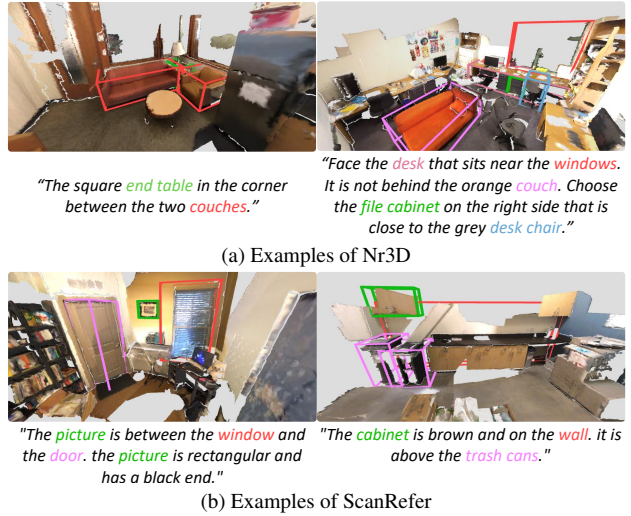 “The square end table in the corner
between the two couches.”
“Face the desk that sits near the windows.
It is not behind the orange couch. Choose
the file cabinet on the right side that is
close to the grey desk chair.”
(a) Examples of Nr3D
"The picture is between the window and
the door. the picture is rectangular and
has a black end."
"The cabinet is brown and on the wall. it is
above the trash cans."
(b) Examples of ScanRefer